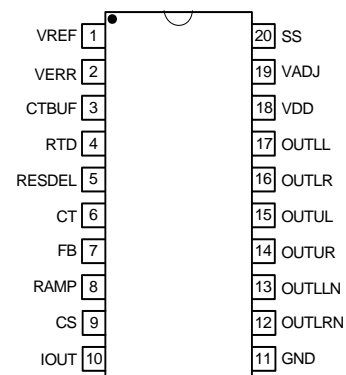 VREF 1 20 SS
VERR 2 19 VADJ
CTBUF 3 18 VDD
RTD 4 17 OUTLL
RESDEL 5 16 OUTLR
CT 6 15 OUTUL
FB 7 14 OUTUR
RAMP 8 13 OUTLLN
CS 9 12 OUTLRN
IOUT 10 11 GND